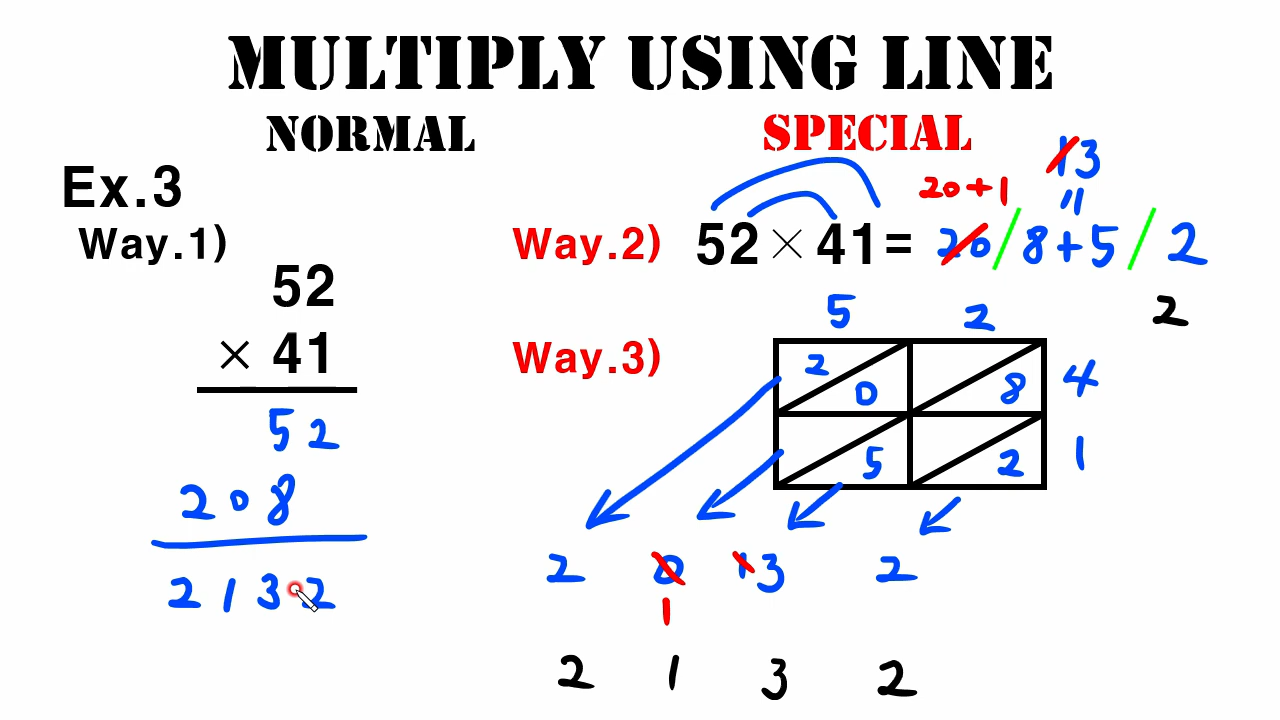 MULTIPLY USING LINE
NORMAL
SPECIAL
Ex.3
Way.1)
52
× 41
52
208
2132
Way.2)
20+1
13
"
52×41= 20/8+5/2
2
Way.3)
5 2
2 0 8 4
5 2 1
2 0 13 2
1
2 1 3 2